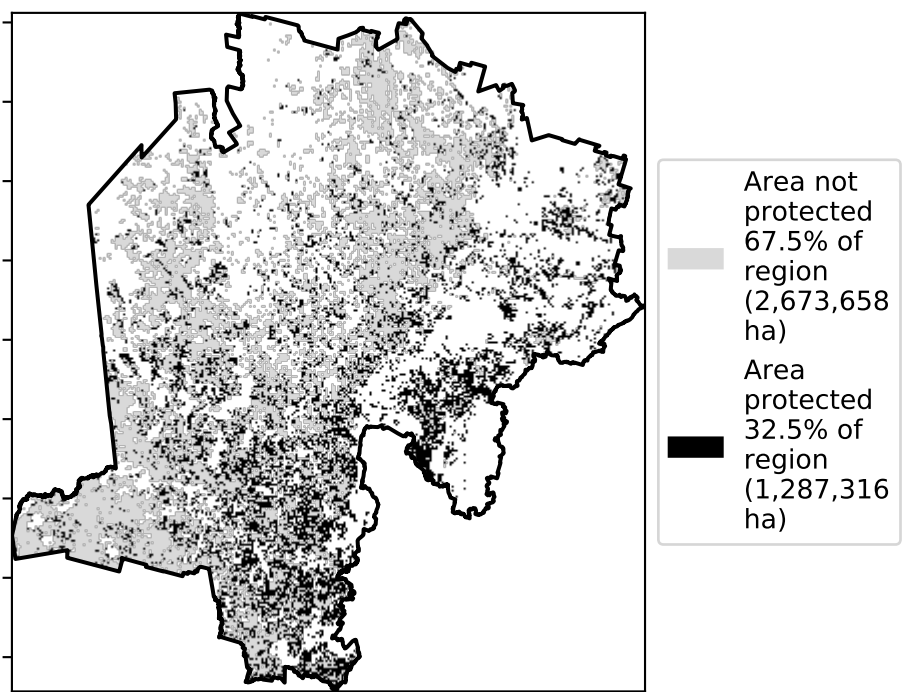 Area not
protected
67.5% of
region
(2,673,658
ha)
Area
protected
32.5% of
region
(1,287,316
ha)